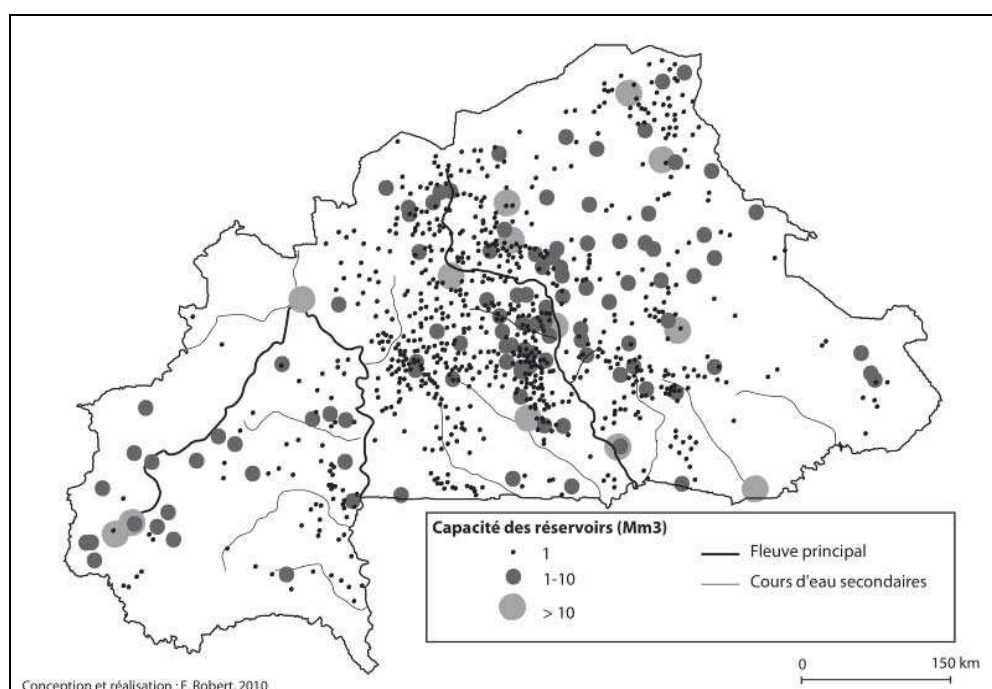 Capacité des réservoirs (Mm3)
1
1-10
> 10
Fleuve principal
Cours d'eau secondaires
0 150 km
Conception et réalisation : E. Robert, 2010